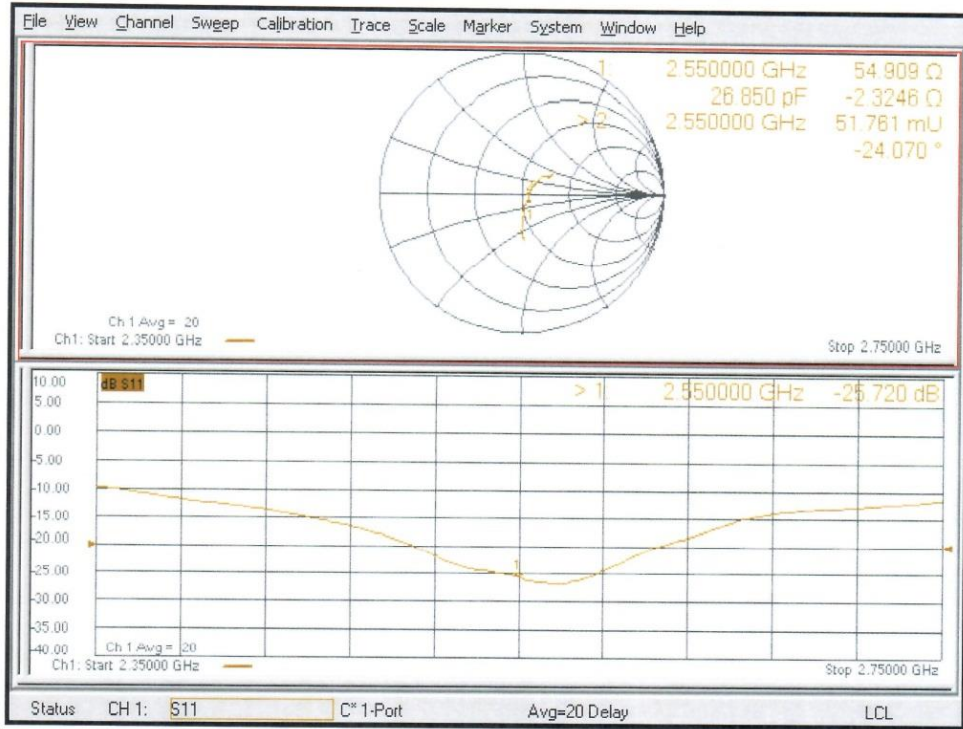 File View Channel Sweep Calibration Trace Scale Marker System Window Help
1 2.550000 GHz 54.909 Ω
26.850 pF -2.3246 Ω
> 2 2.550000 GHz 51.761 mU
-24.070 °
1
Ch 1 Avg = 20
Ch1: Start 2.35000 GHz
Stop 2.75000 GHz
10.00 dB S11 > 1 2.550000 GHz -25.720 dB
5.00
0.00
-5.00
-10.00
-15.00
-20.00
-25.00 1
-30.00
-35.00
-40.00 Ch 1 Avg = 20
Ch1: Start 2.35000 GHz
Stop 2.75000 GHz
Status CH 1: S11 C* 1-Port Avg=20 Delay LCL